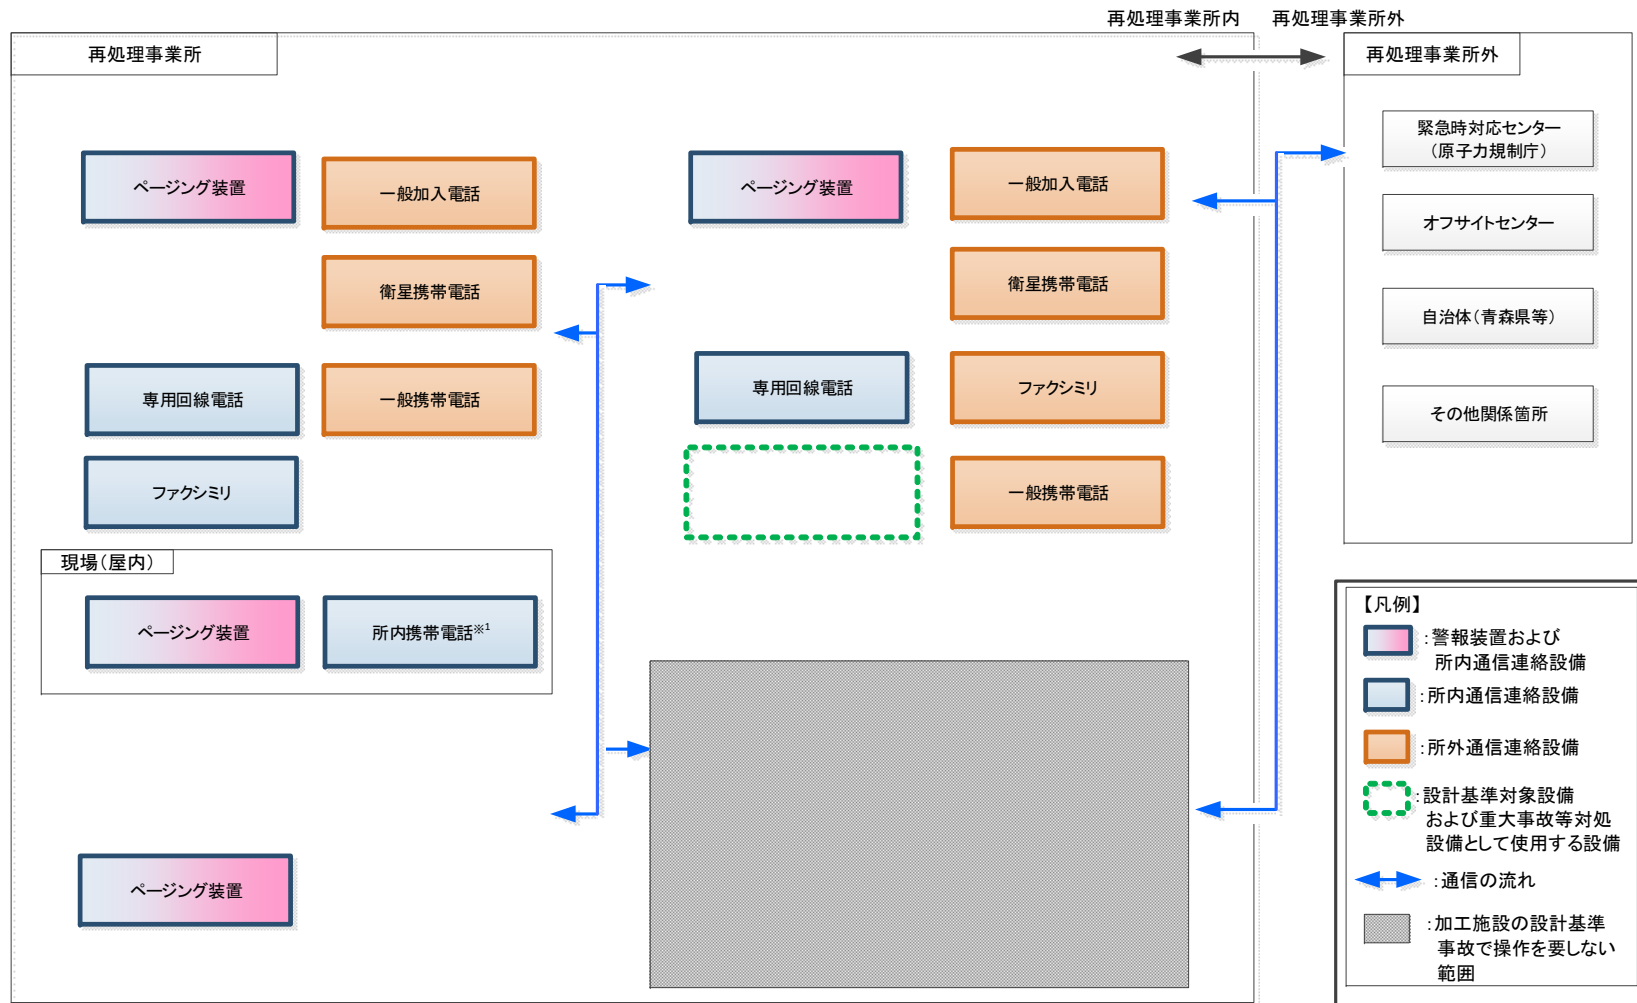 再処理事業所内
再処理事業所外
再処理事業所
再処理事業所外
ページング装置
一般加入電話
衛星携帯電話
専用回線電話
一般携帯電話
ファクシミリ
現場(屋内)
ページング装置
所内携帯電話※1
ページング装置
ページング装置
一般加入電話
衛星携帯電話
専用回線電話
ファクシミリ
一般携帯電話
緊急時対応センター
(原子力規制庁)
オフサイトセンター
自治体(青森県等)
その他関係箇所
【凡例】
:警報装置および
所内通信連絡設備
:所内通信連絡設備
:所外通信連絡設備
:設計基準対象設備
および重大事故等対処
設備として使用する設備
:通信の流れ
:加工施設の設計基準
事故で操作を要しない
範囲